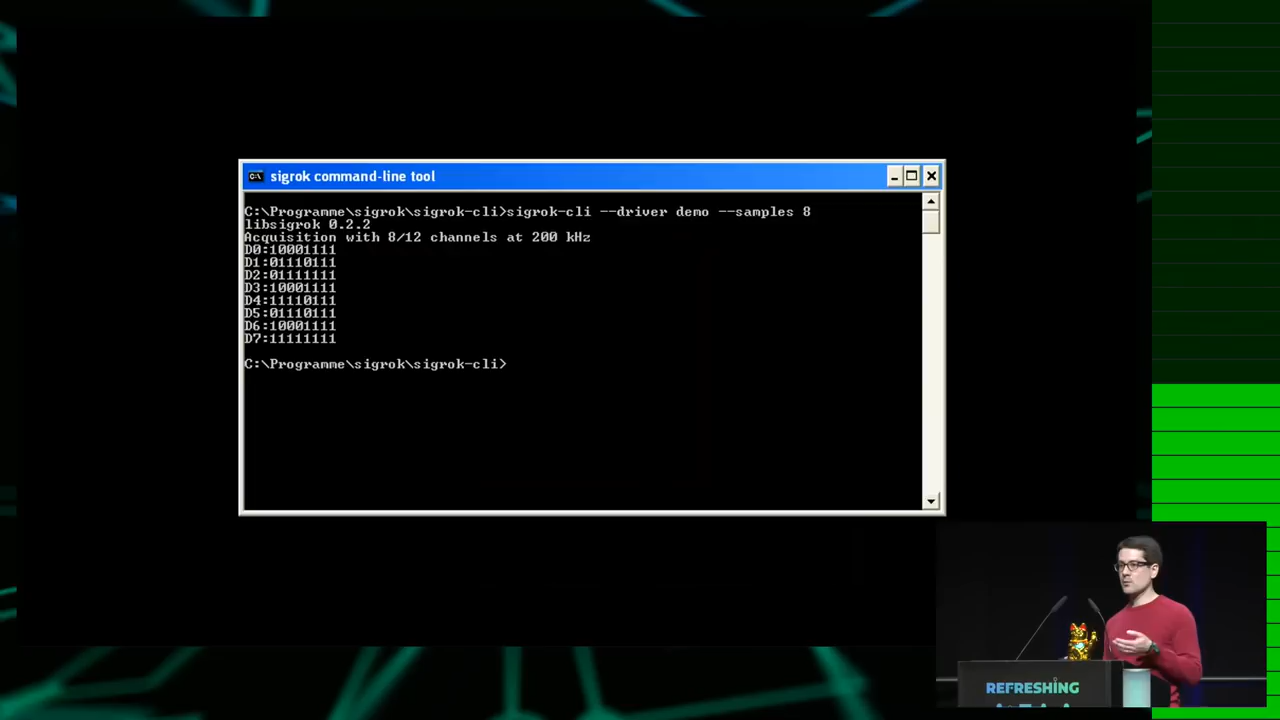 sigrok command-line tool
C:\Programme\sigrok\sigrok-cli>sigrok-cli --driver demo --samples 8
libsigrok 0.2.2
Acquisition with 8/12 channels at 200 kHz
D0:10001111
D1:01110111
D2:01111111
D3:10001111
D4:11110111
D5:01110111
D6:10001111
D7:11111111
C:\Programme\sigrok\sigrok-cli>
REFRESHING